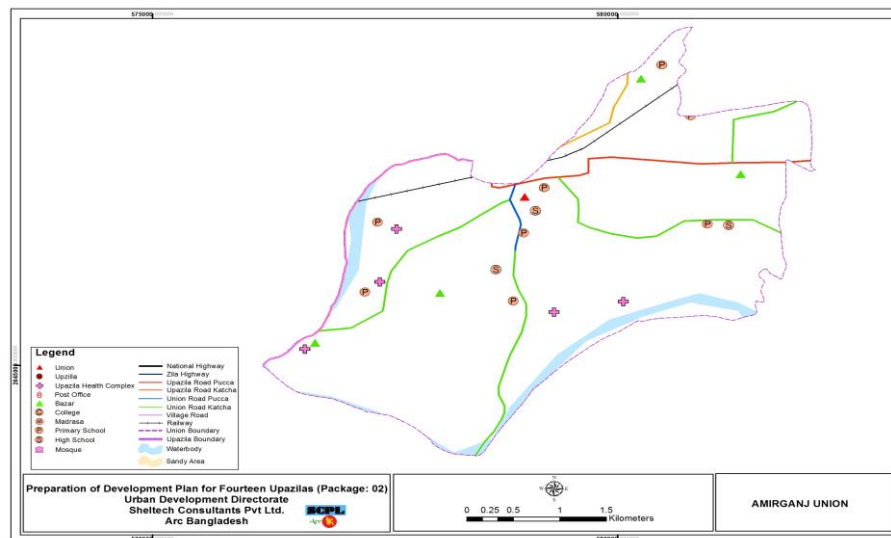 575000
580000
P
P
P
S
P
P
S
P
S
P
P
264000
Legend
Union
Upzilla
Upazila Health Complex
Post Office
Bazar
College
Madrasa
Primary School
High School
Mosque
National Highway
Zila Highway
Upazila Road Pucca
Upazila Road Katcha
Union Road Pucca
Union Road Katcha
Village Road
Railway
Union Boundary
Upazila Boundary
Waterbody
Sandy Area
Preparation of Development Plan for Fourteen Upazilas (Package: 02)
Urban Development Directorate
Sheltech Consultants Pvt Ltd.
Arc Bangladesh
SCPL
Arc
N
W
E
S
0 0.25 0.5 1 1.5
Kilometers
AMIRGANJ UNION